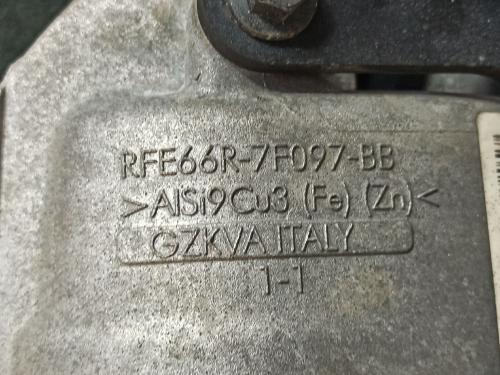 RFE66R-7F097-BB
>AlSi9Cu3 (Fe) (Zn)<
GZKVA ITALY
1-1